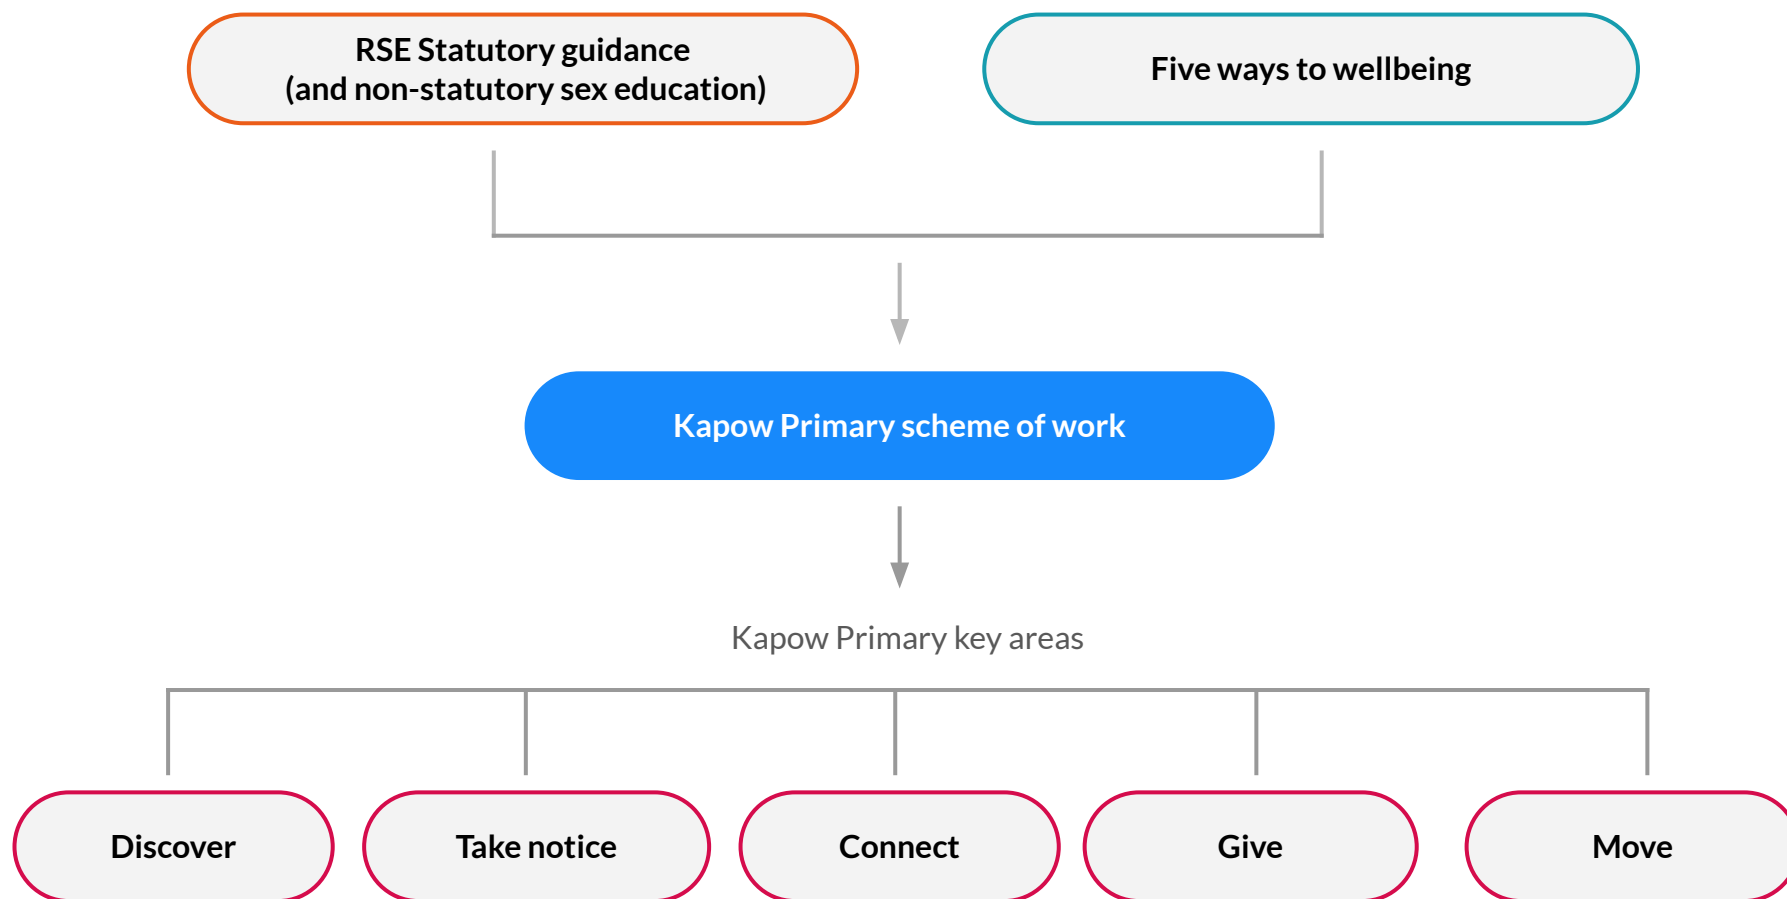 RSE Statutory guidance
(and non-statutory sex education)
Five ways to wellbeing
Kapow Primary scheme of work
Kapow Primary key areas
Discover
Take notice
Connect
Give
Move